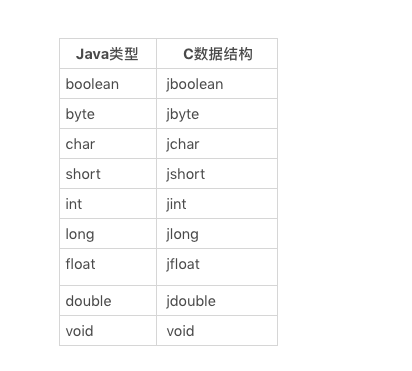 Java类型 C数据结构
boolean jboolean
byte jbyte
char jchar
short jshort
int jint
long jlong
float jfloat
double jdouble
void void